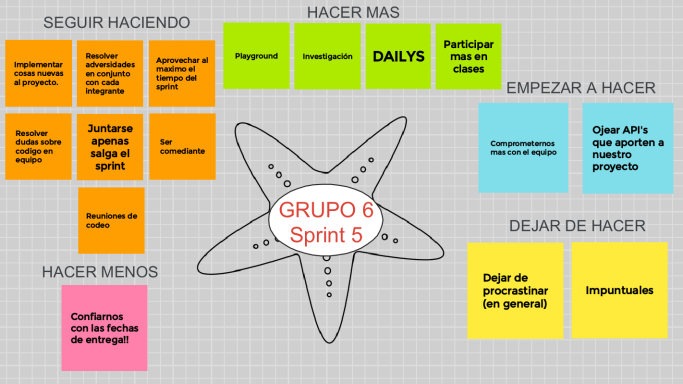 SEGUIR HACIENDO
Implementar
cosas nuevas
al proyecto.
Resolver
adversidades
en conjunto
con cada
integrante
Aprovechar al
maximo el
tiempo del
sprint
Resolver
dudas sobre
codigo en
equipo
Juntarse
apenas
salga el
sprint
Ser
comediante
Reuniones de
codeo
HACER MAS
Playground
Investigación
DAILYS
Participar
mas en
clases
EMPEZAR A HACER
Comprometernos
mas con el equipo
Ojear API's
que aporten a
nuestro
proyecto
GRUPO 6
Sprint 5
DEJAR DE HACER
Dejar de
procrastinar
(en general)
Impuntuales
HACER MENOS
Confiarnos
con las fechas
de entrega!!